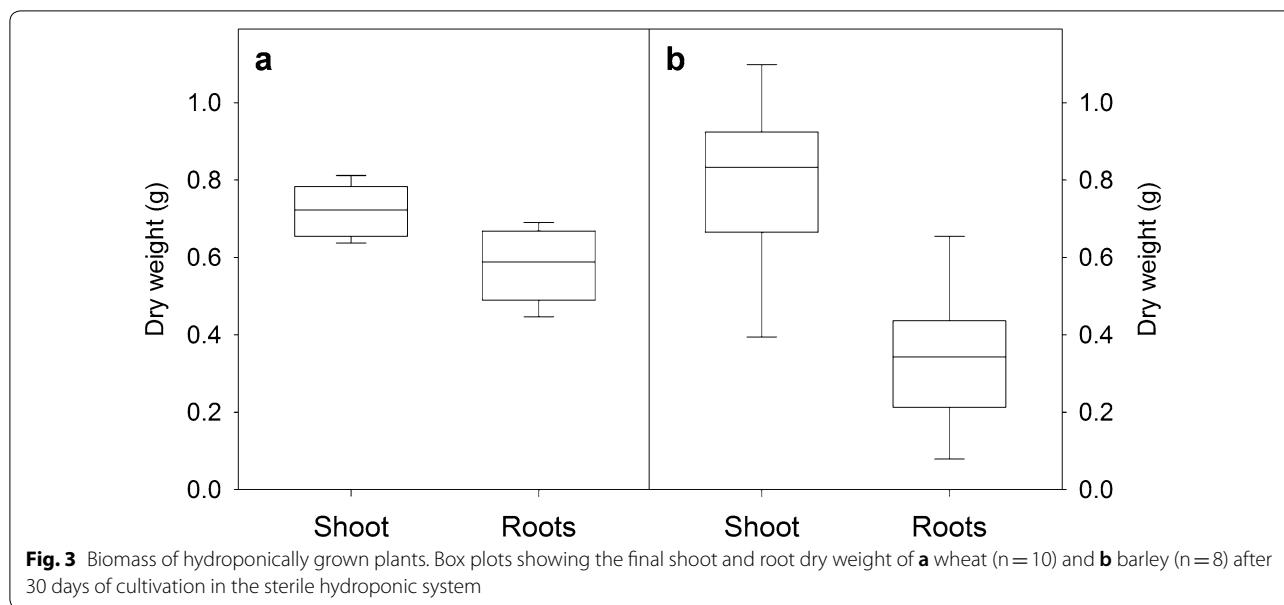 a
b
1.0
0.8
0.6
0.4
0.2
0.0
Dry weight (g)
1.0
0.8
0.6
0.4
0.2
0.0
Dry weight (g)
Shoot Roots Shoot Roots
Fig. 3 Biomass of hydroponically grown plants. Box plots showing the final shoot and root dry weight of a wheat (n = 10) and b barley (n = 8) after
30 days of cultivation in the sterile hydroponic system